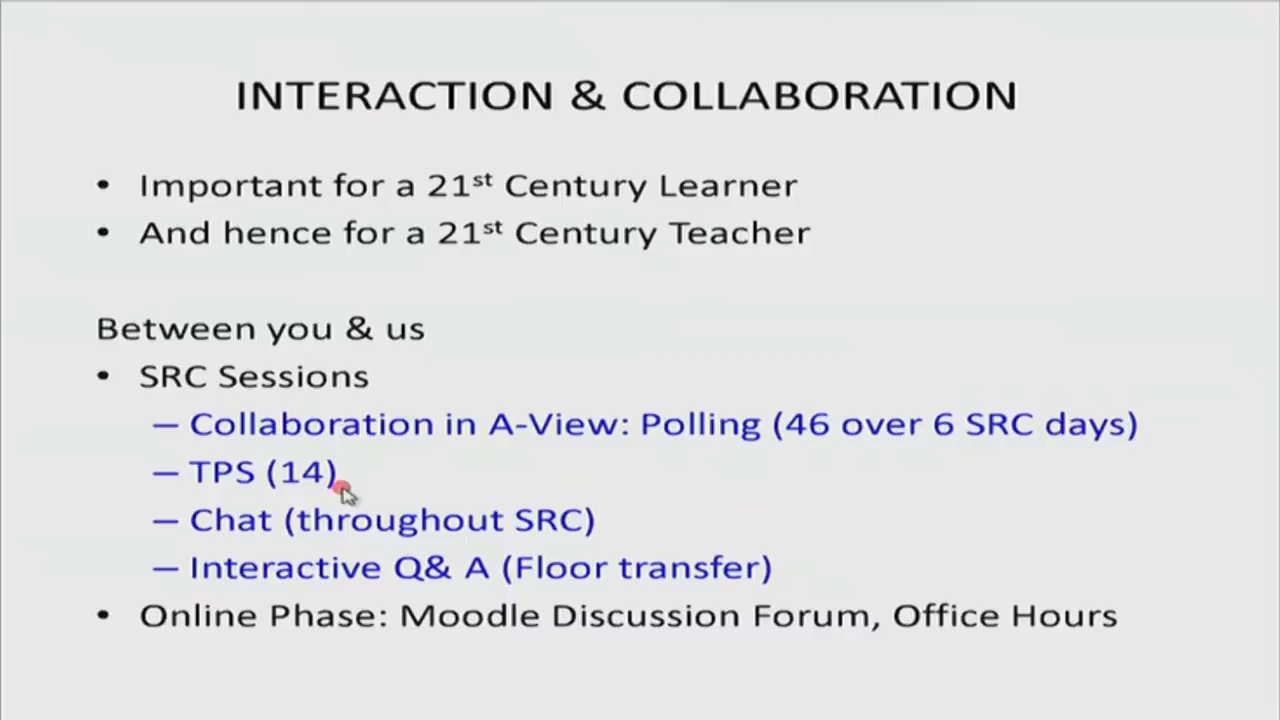 INTERACTION & COLLABORATION
• Important for a 21st Century Learner
• And hence for a 21st Century Teacher
Between you & us
• SRC Sessions
– Collaboration in A-View: Polling (46 over 6 SRC days)
– TPS (14)
– Chat (throughout SRC)
– Interactive Q& A (Floor transfer)
• Online Phase: Moodle Discussion Forum, Office Hours